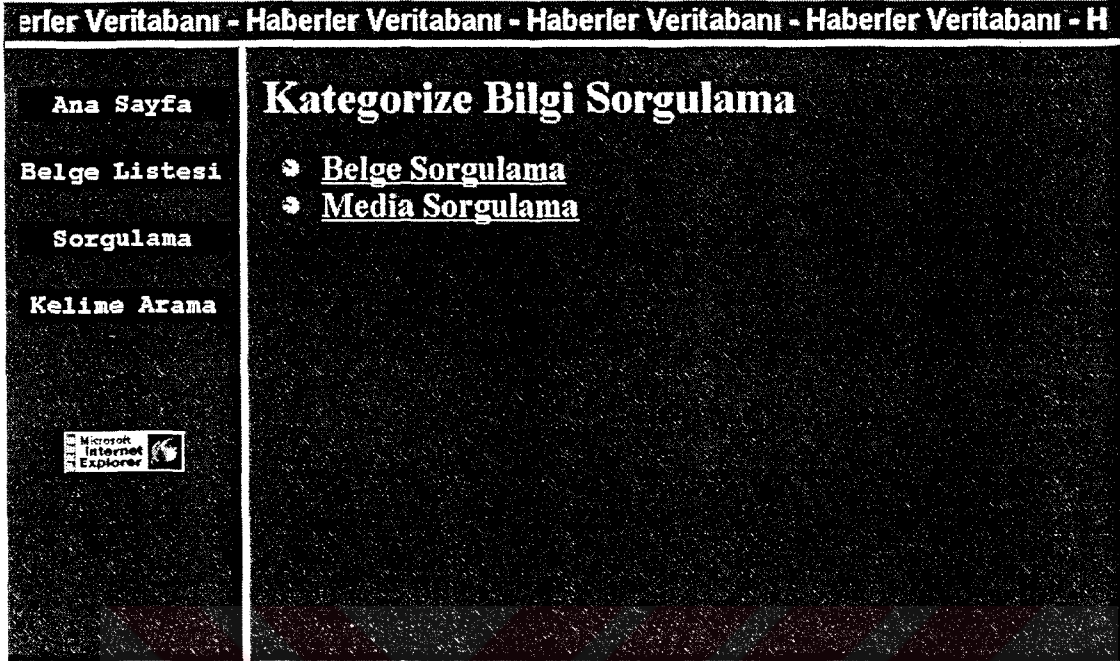 erler Veritabanı - Haberler Veritabanı - Haberler Veritabanı - Haberler Veritabanı - H
Ana Sayfa
Belge Listesi
Sorgulama
Kelime Arama
Microsoft
Internet
Explorer
Kategorize Bilgi Sorgulama
Belge Sorgulama
Media Sorgulama